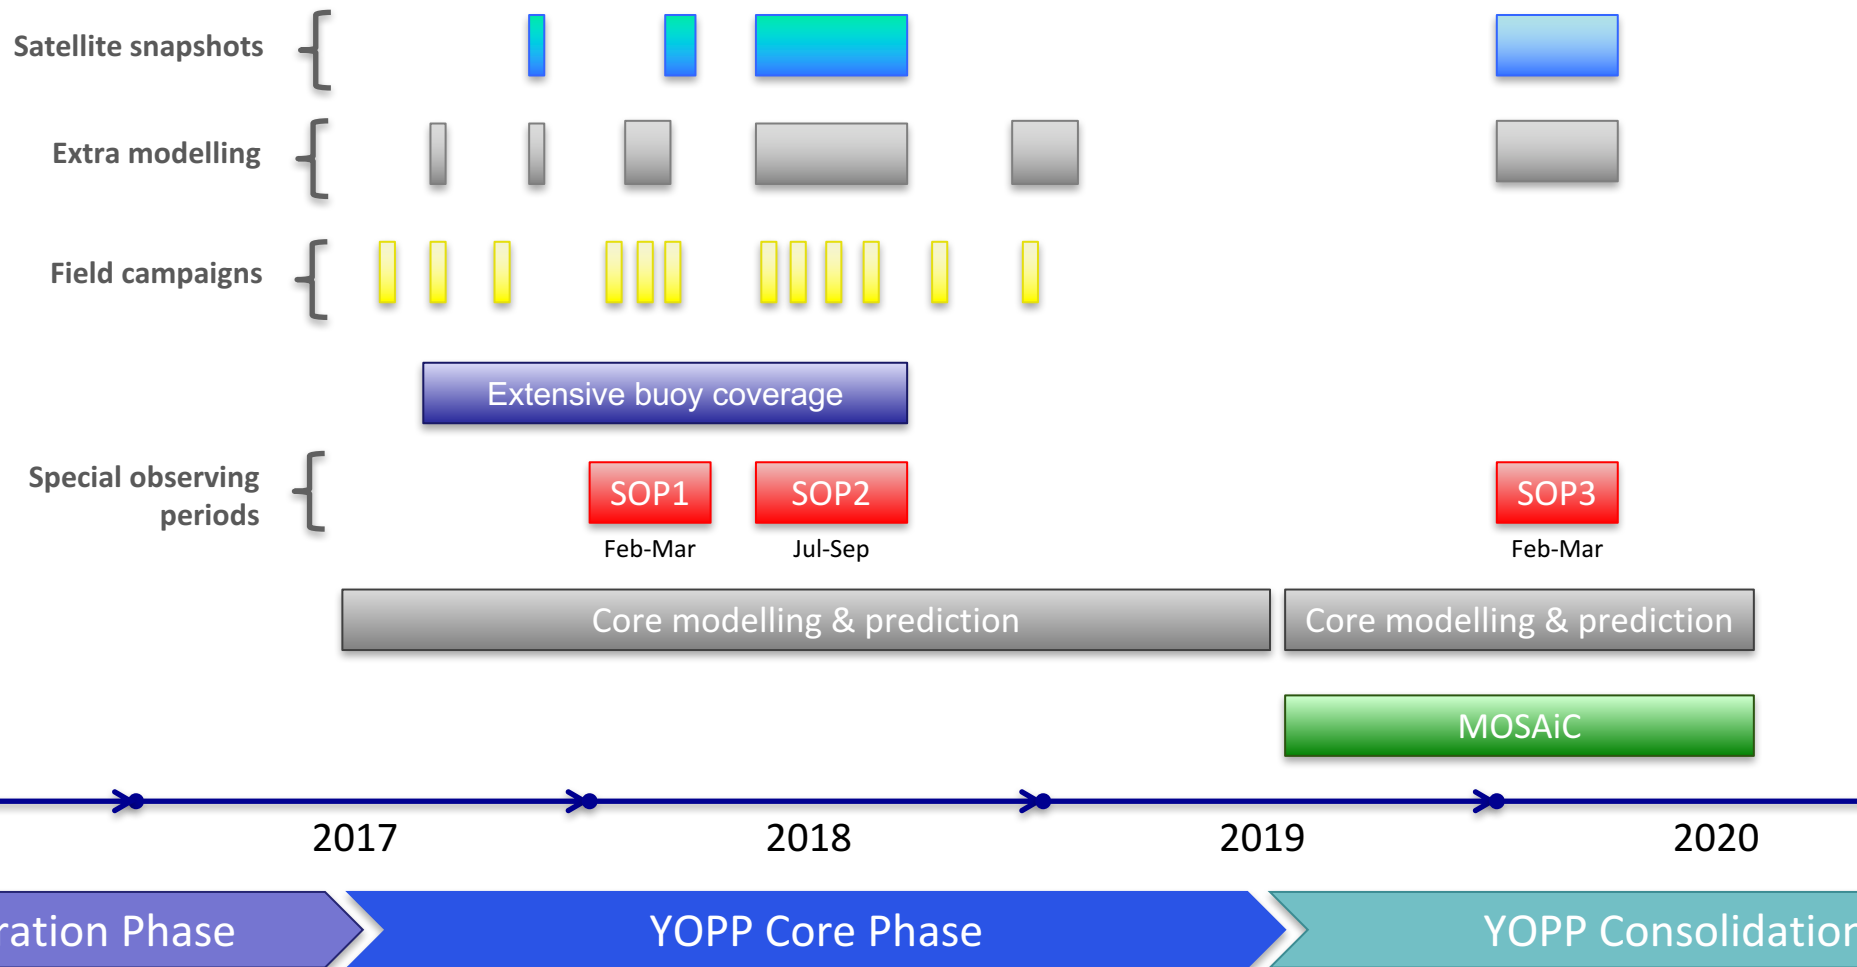 Satellite snapshots
Extra modelling
Field campaigns
Extensive buoy coverage
Special observing
periods
SOP1
SOP2
SOP3
Feb-Mar
Jul-Sep
Feb-Mar
Core modelling & prediction
Core modelling & prediction
MOSAiC
2017
2018
2019
2020
ration Phase
YOPP Core Phase
YOPP Consolidation